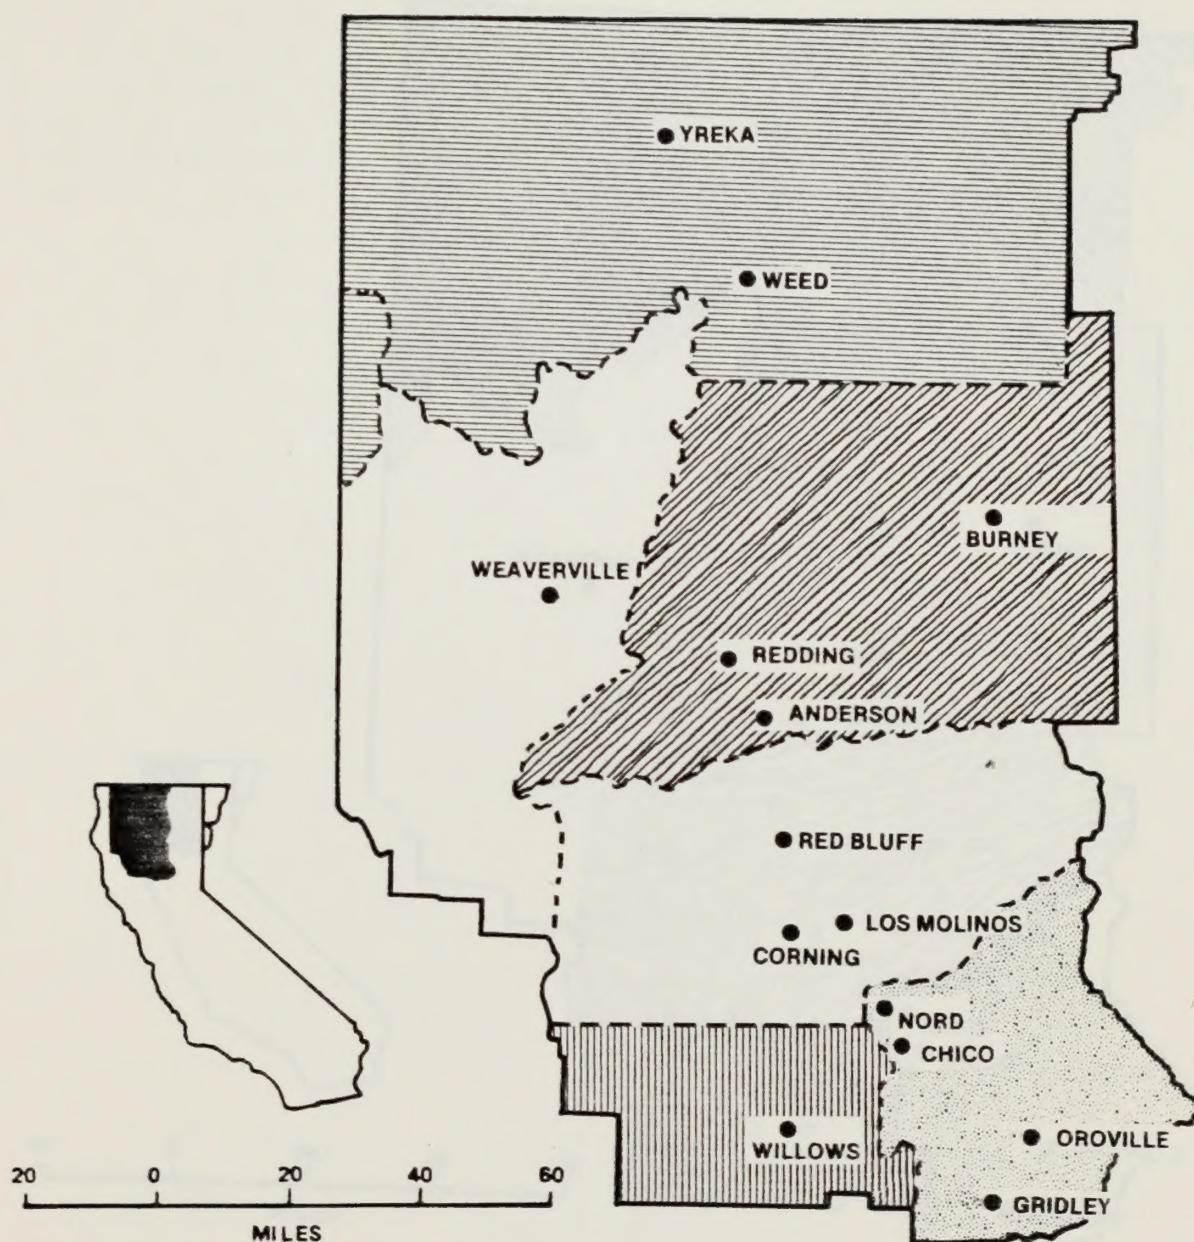 YREKA
WEED
BURNEY
WEAVERVILLE
REDDING
ANDERSON
RED BLUFF
LOS MOLINOS
CORNING
NORD
CHICO
WILLOWS
OROVILLE
GRIDLEY
20 0 20 40 60
MILES